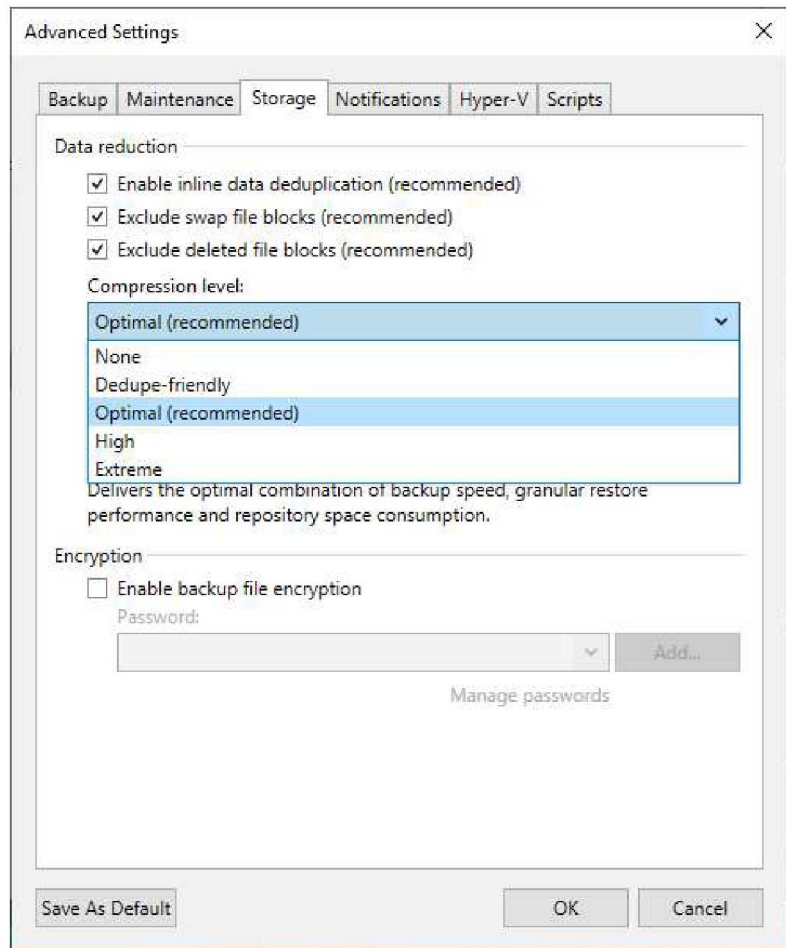 Advanced Settings
Backup Maintenance Storage Notifications Hyper-V Scripts
Data reduction
Enable inline data deduplication (recommended)
Exclude swap file blocks (recommended)
Exclude deleted file blocks (recommended)
Compression level:
Optimal (recommended)
None
Dedupe-friendly
Optimal (recommended)
High
Extreme
Delivers the optimal combination of backup speed, granular restore
performance and repository space consumption.
Encryption
Enable backup file encryption
Password:
Add...
Manage passwords
Save As Default OK Cancel